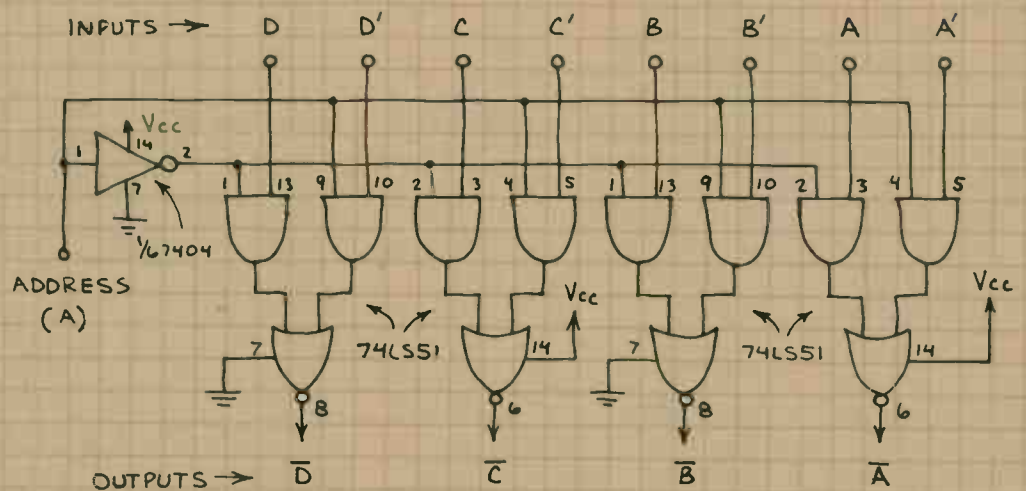 INPUTS → D D' C C' B B' A A'
Vcc
14
1 2
7
1 13 9 10 2 3 4 5 1 13 9 10 2 3 4 5
1/6 7404
ADDRESS
(A)
Vcc Vcc
74LS51 74LS51
7 14 7 14
8 6 8 6
D̅ C̅ B̅ A̅
OUTPUTS →